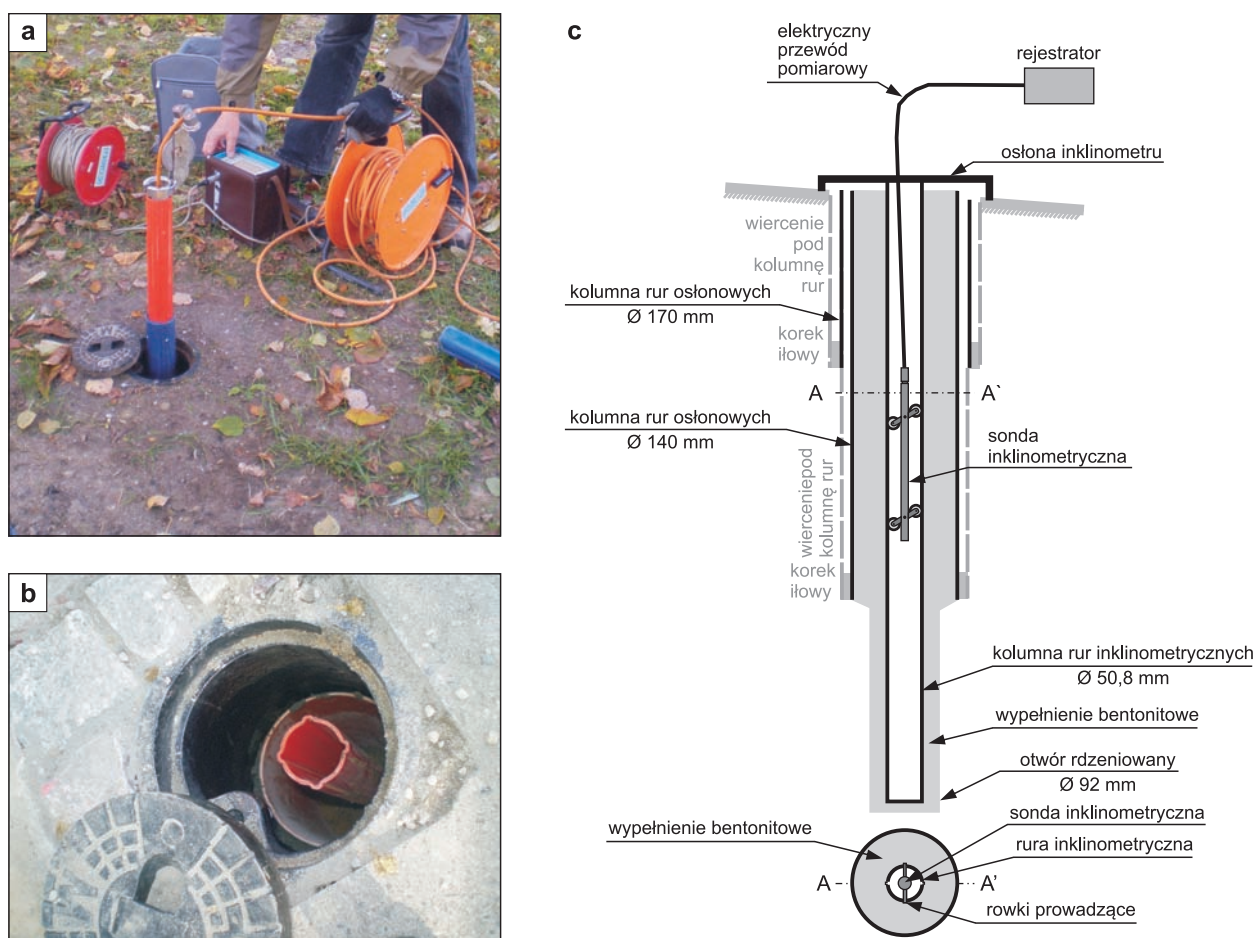 a
b
c
elektryczny
przewód
pomiarowy
rejestrator
osłona inklinometru
wiercenie
pod
kolumnę
rur
kolumna rur osłonowych
Ø 170 mm
korek
iłowy
A
A`
kolumna rur osłonowych
Ø 140 mm
sonda
inklinometryczna
wierceniepod
kolumnę rur
korek
iłowy
kolumna rur inklinometrycznych
Ø 50,8 mm
wypełnienie bentonitowe
otwór rdzeniowany
Ø 92 mm
sonda inklinometryczna
wypełnienie bentonitowe
rura inklinometryczna
A
A'
rowki prowadzące